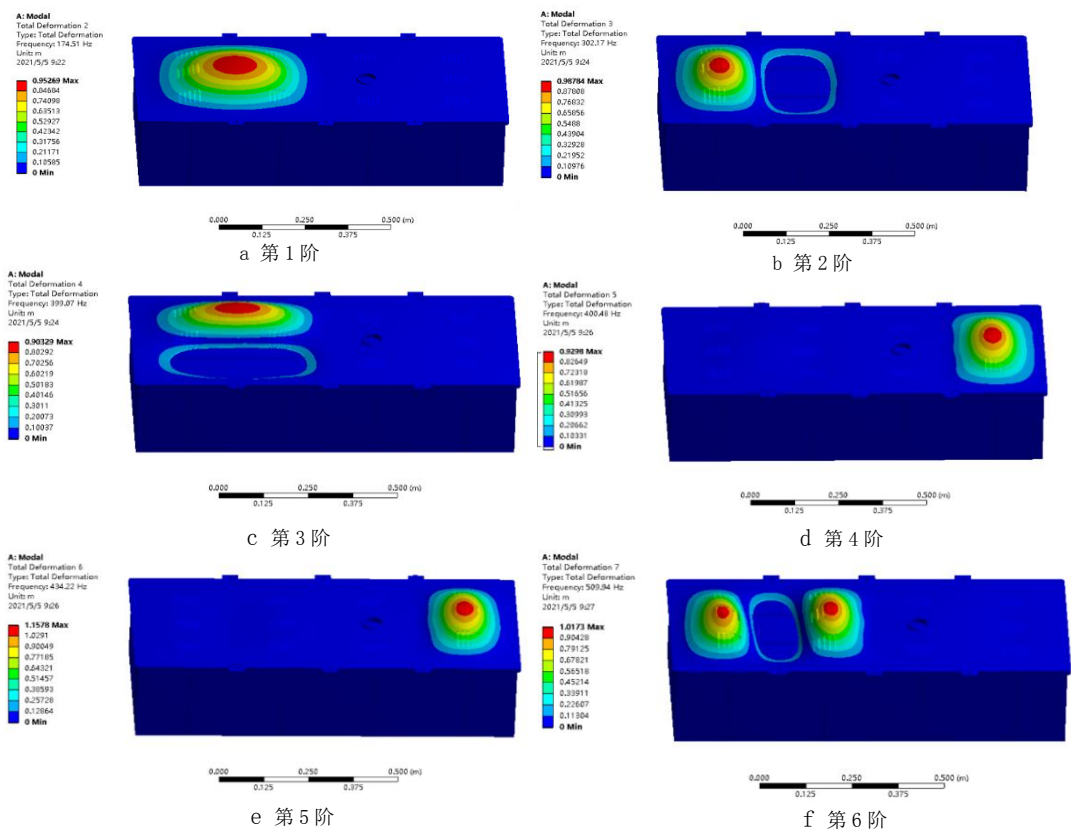 A: Modal
Total Deformation 2
Type: Total Deformation
Frequency: 174.51 Hz
Unit: m
2021/5/5 9:22
0.95269 Max
0.84684
0.74098
0.63513
0.52927
0.42342
0.31756
0.21171
0.10585
0 Min
0.000 0.250 0.500 (m)
0.125 0.375
a 第1阶
A: Modal
Total Deformation 3
Type: Total Deformation
Frequency: 302.17 Hz
Unit: m
2021/5/5 9:24
0.98784 Max
0.87808
0.76832
0.65856
0.5488
0.43904
0.32928
0.21952
0.10976
0 Min
0.000 0.250 0.500 (m)
0.125 0.375
b 第2阶
A: Modal
Total Deformation 4
Type: Total Deformation
Frequency: 399.07 Hz
Unit: m
2021/5/5 9:24
0.90329 Max
0.80292
0.70256
0.60219
0.50183
0.40146
0.3011
0.20073
0.10037
0 Min
0.000 0.250 0.500 (m)
0.125 0.375
c 第3阶
A: Modal
Total Deformation 5
Type: Total Deformation
Frequency: 400.48 Hz
Unit: m
2021/5/5 9:26
0.9298 Max
0.82649
0.72318
0.61987
0.51656
0.41325
0.30993
0.20662
0.10331
0 Min
0.000 0.250 0.500 (m)
0.125 0.375
d 第4阶
A: Modal
Total Deformation 6
Type: Total Deformation
Frequency: 434.22 Hz
Unit: m
2021/5/5 9:26
1.1578 Max
1.0291
0.90049
0.77185
0.64321
0.51457
0.38593
0.25728
0.12864
0 Min
0.000 0.250 0.500 (m)
0.125 0.375
e 第5阶
A: Modal
Total Deformation 7
Type: Total Deformation
Frequency: 509.94 Hz
Unit: m
2021/5/5 9:27
1.0173 Max
0.90428
0.79125
0.67821
0.56518
0.45214
0.33911
0.22607
0.11304
0 Min
0.000 0.250 0.500 (m)
0.125 0.375
f 第6阶